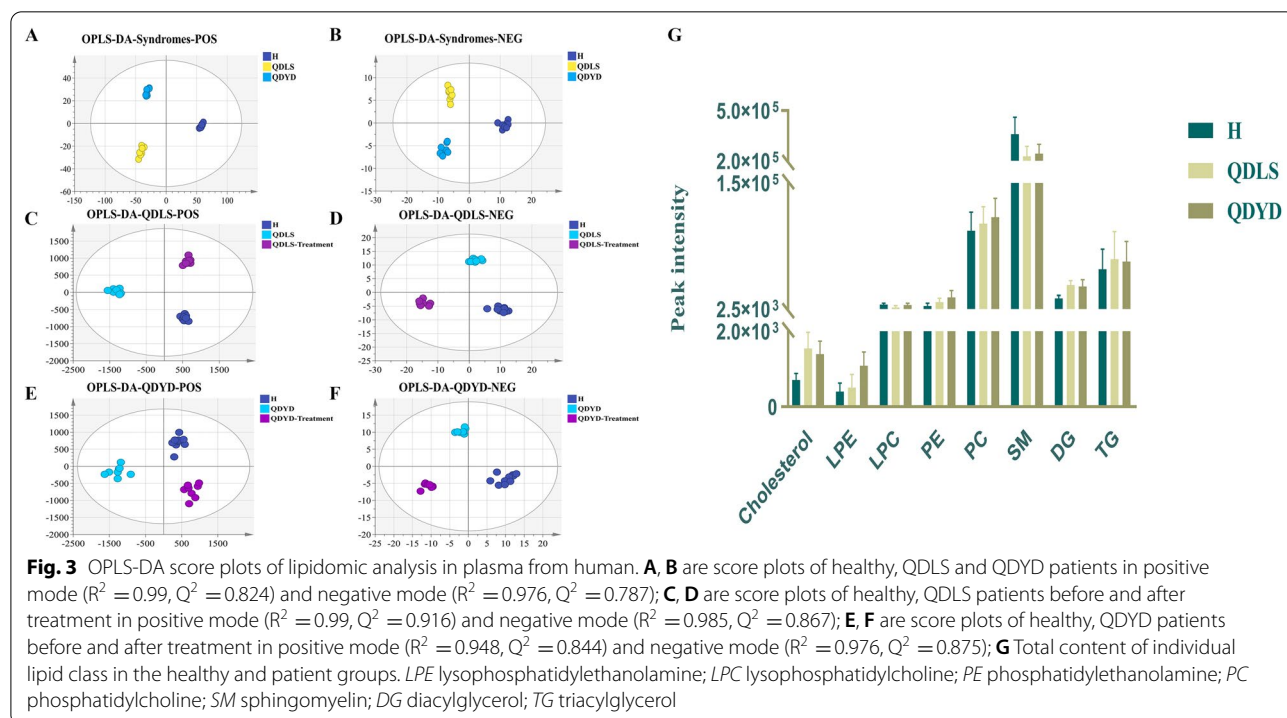 A
OPLS-DA-Syndromes-POS
H
QDLS
QDYD
40
20
0
-20
-40
-60
-150 -100 -50 0 50 100
B
OPLS-DA-Syndromes-NEG
H
QDLS
QDYD
10
5
0
-5
-10
-15
-30 -20 -10 0 10 20
C
OPLS-DA-QDLS-POS
H
QDLS
QDLS-Treatment
1500
1000
500
0
-500
-1000
-1500
-2000
-2500 -1500 -500 500 1500
D
OPLS-DA-QDLS-NEG
H
QDLS
QDLS-Treatment
20
15
10
5
0
-5
-10
-15
-20
-25
-30 -20 -10 0 10 20
E
OPLS-DA-QDYD-POS
H
QDYD
QDYD-Treatment
1500
1000
500
0
-500
-1000
-1500
-2000
-2500 -1500 -500 500 1500
F
OPLS-DA-QDYD-NEG
H
QDYD
QDYD-Treatment
20
15
10
5
0
-5
-10
-15
-20
-25 -20 -15 -10 -5 0 5 10 15 20
G
Peak intensity
5.0×10⁵
2.0×10⁵
1.5×10⁵
2.5×10³
2.0×10³
0
Cholesterol LPE LPC PE PC SM DG TG
H
QDLS
QDYD
Fig. 3 OPLS-DA score plots of lipidomic analysis in plasma from human. A, B are score plots of healthy, QDLS and QDYD patients in positive
mode (R² = 0.99, Q² = 0.824) and negative mode (R² = 0.976, Q² = 0.787); C, D are score plots of healthy, QDLS patients before and after
treatment in positive mode (R² = 0.99, Q² = 0.916) and negative mode (R² = 0.985, Q² = 0.867); E, F are score plots of healthy, QDYD patients
before and after treatment in positive mode (R² = 0.948, Q² = 0.844) and negative mode (R² = 0.976, Q² = 0.875); G Total content of individual
lipid class in the healthy and patient groups. LPE lysophosphatidylethanolamine; LPC lysophosphatidylcholine; PE phosphatidylethanolamine; PC
phosphatidylcholine; SM sphingomyelin; DG diacylglycerol; TG triacylglycerol